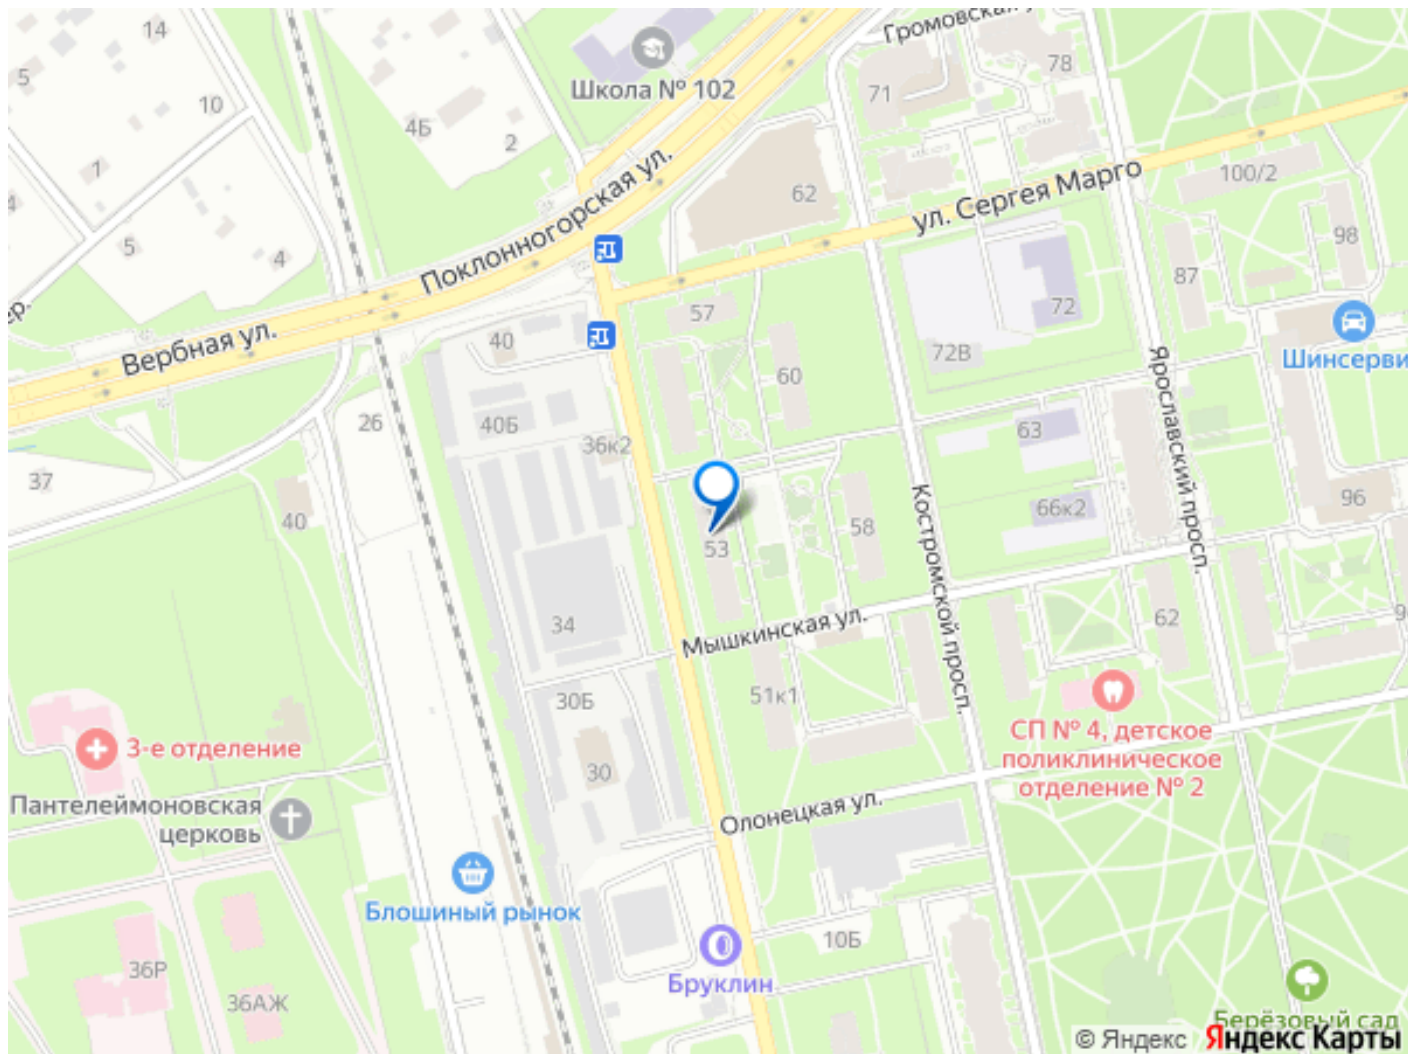 14
Громовская
5
Школа № 102
78
71
10
4Б
2
1
Поклонногорская ул.
62
ул. Сергея Марго
100/2
4
5
4
98
87
72
57
Вербная ул.
40
72В
Шинсерви
Ярославский просп.
60
26
40Б
36к2
63
37
40
53
58
66к2
96
Костромской просп.
34
Мышкинская ул.
62
9
30Б
51к1
3-е отделение
СП № 4, детское
поликлиническое
отделение № 2
30
Пантелеймоновская
церковь
Олонецкая ул.
Блошиный рынок
10Б
36Р
Бруклин
36АЖ
Берёзовый сад
© Яндекс Яндекс Карты